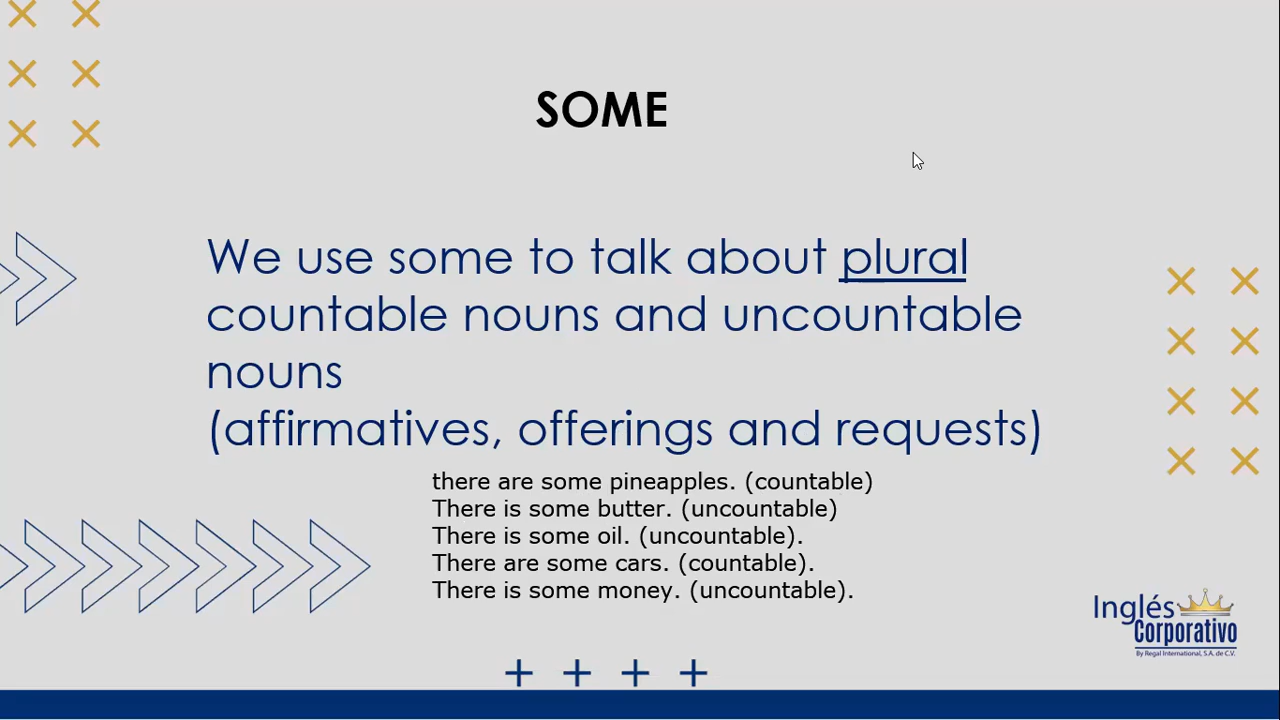 SOME
We use some to talk about plural
countable nouns and uncountable
nouns
(affirmatives, offerings and requests)
there are some pineapples. (countable)
There is some butter. (uncountable)
There is some oil. (uncountable).
There are some cars. (countable).
There is some money. (uncountable).
Inglés
Corporativo
By Regal International, S.A. de C.V.